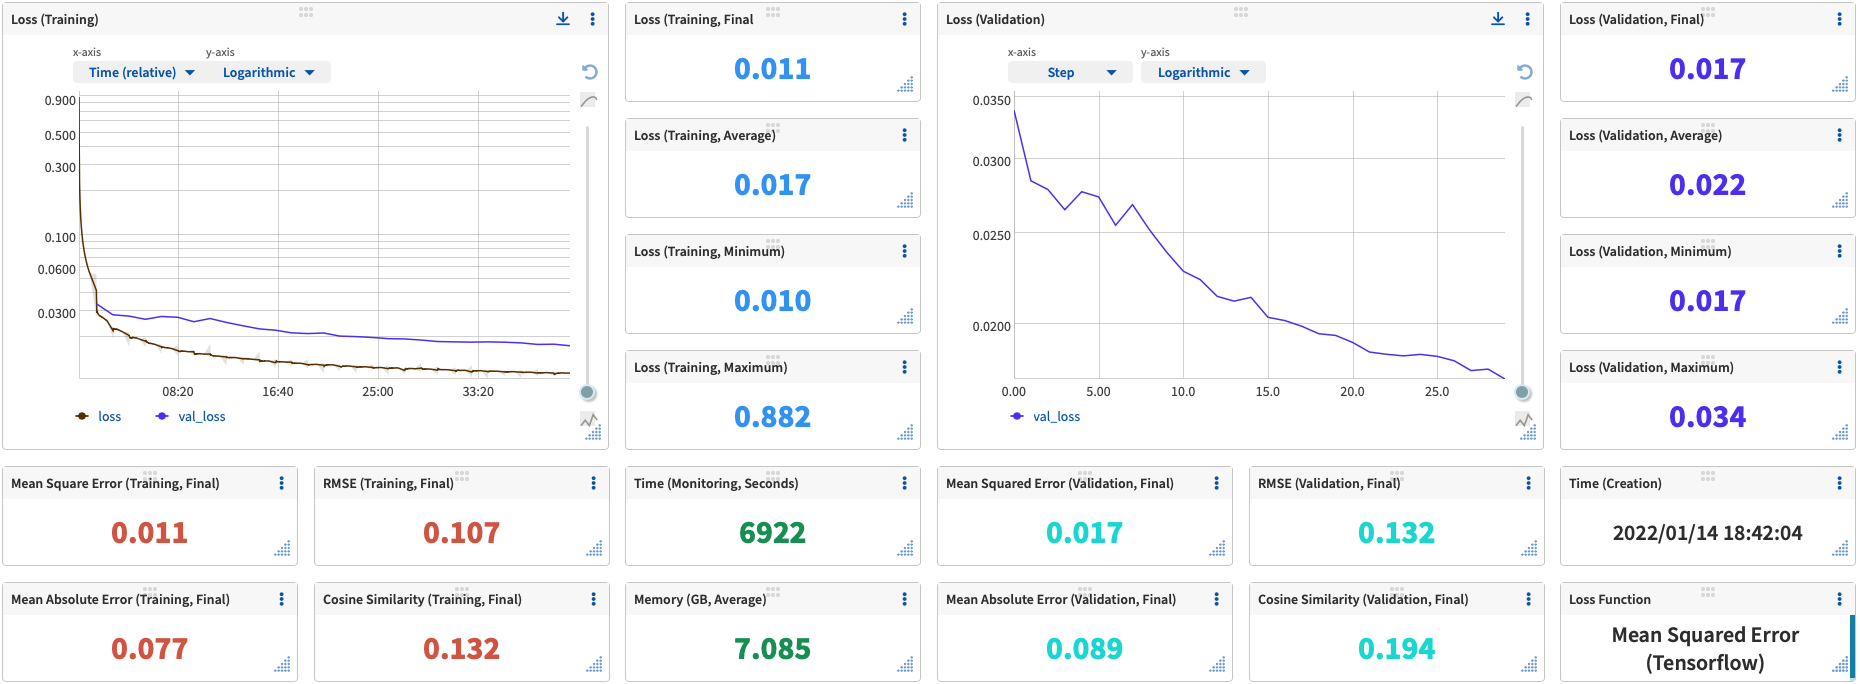 Loss (Training)
x-axis
y-axis
Time (relative)
Logarithmic
0.900
0.500
0.300
0.100
0.0600
0.0300
08:20
16:40
25:00
33:20
loss
val_loss
Loss (Training, Final
0.011
Loss (Training, Average)
0.017
Loss (Training, Minimum)
0.010
Loss (Training, Maximum)
0.882
Loss (Validation)
x-axis
y-axis
Step
Logarithmic
0.0350
0.0300
0.0250
0.0200
0.00
5.00
10.0
15.0
20.0
25.0
val_loss
Loss (Validation, Final)
0.017
Loss (Validation, Average)
0.022
Loss (Validation, Minimum)
0.017
Loss (Validation, Maximum)
0.034
Mean Square Error (Training, Final)
0.011
RMSE (Training, Final)
0.107
Time (Monitoring, Seconds)
6922
Mean Squared Error (Validation, Final)
0.017
RMSE (Validation, Final)
0.132
Time (Creation)
2022/01/14 18:42:04
Mean Absolute Error (Training, Final)
0.077
Cosine Similarity (Training, Final)
0.132
Memory (GB, Average)
7.085
Mean Absolute Error (Validation, Final)
0.089
Cosine Similarity (Validation, Final)
0.194
Loss Function
Mean Squared Error
(Tensorflow)